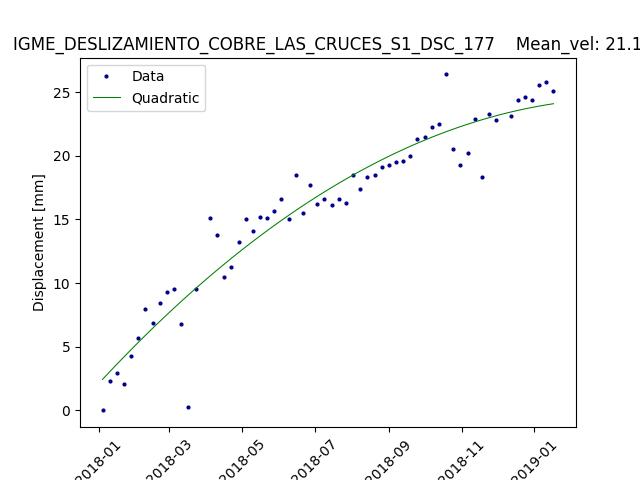 IGME_DESLIZAMIENTO_COBRE_LAS_CRUCES_S1_DSC_177 Mean_vel: 21.1
Data
Quadratic
Displacement [mm]
25
20
15
10
5
0
2018-01 2018-03 2018-05 2018-07 2018-09 2018-11 2019-01